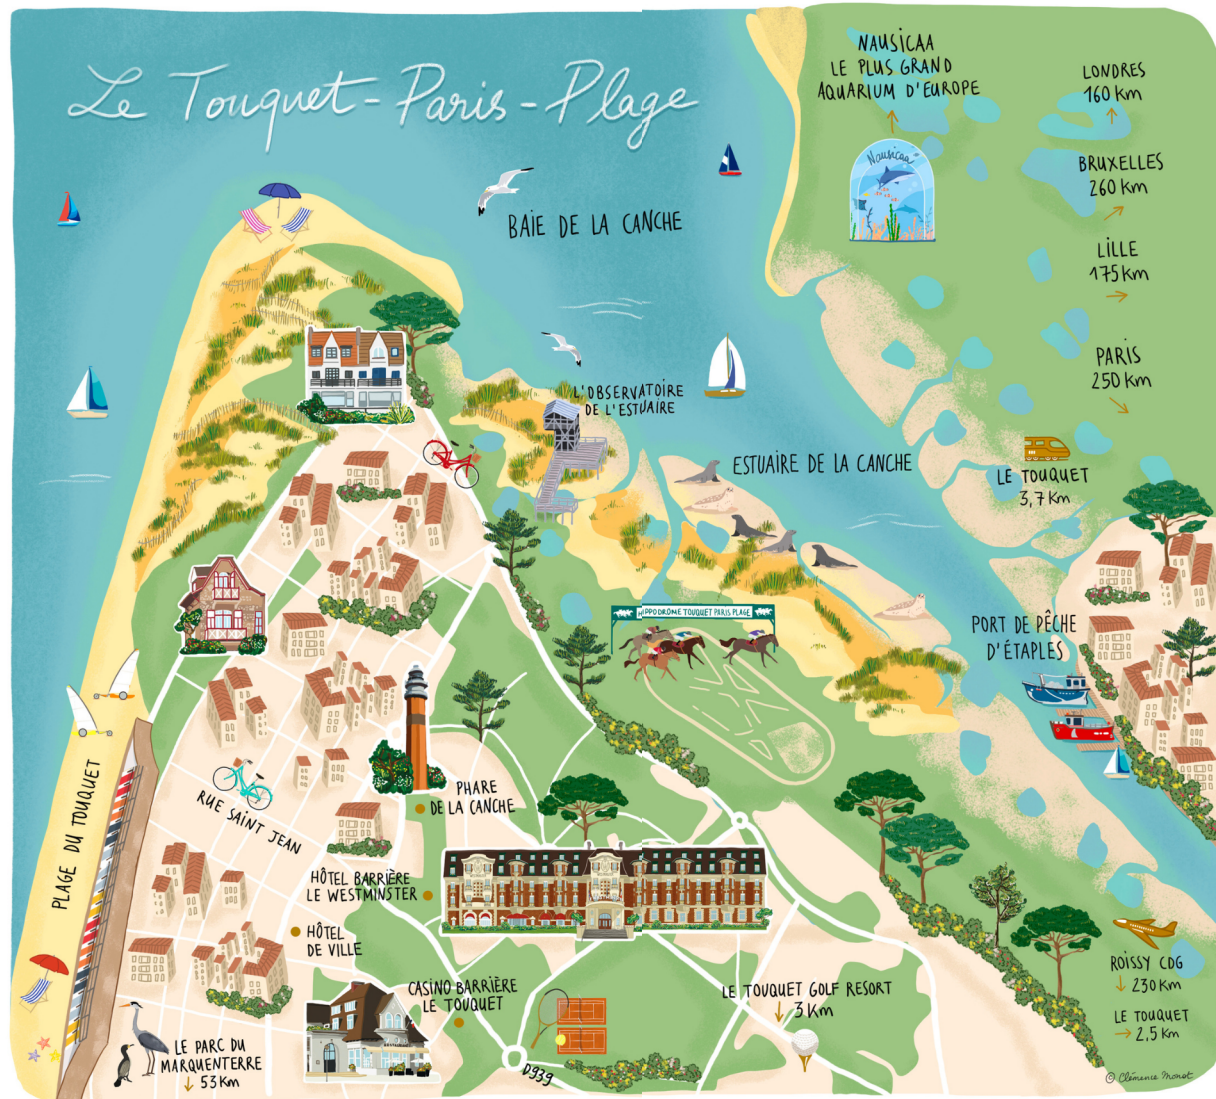 Le Touquet-Paris-Plage
NAUSICAA
LE PLUS GRAND
AQUARIUM D'EUROPE
Nausicaa
LONDRES
160 Km
BRUXELLES
260 Km
LILLE
175 Km
PARIS
250 Km
LE TOUQUET
3,7 Km
BAIE DE LA CANCHE
L'OBSERVATOIRE
DE L'ESTUAIRE
ESTUAIRE DE LA CANCHE
HIPPODRÔME TOUQUET PARIS PLAGE
PORT DE PÊCHE
D'ÉTAPLES
PLAGE DU TOUQUET
RUE SAINT JEAN
PHARE
DE LA CANCHE
HÔTEL BARRIÈRE
LE WESTMINSTER
HÔTEL
DE VILLE
CASINO BARRIÈRE
LE TOUQUET
LE TOUQUET GOLF RESORT
3 Km
D939
LE PARC DU
MARQUENTERRE
53 Km
ROISSY CDG
230 Km
LE TOUQUET
2,5 Km
© Clémence Monot